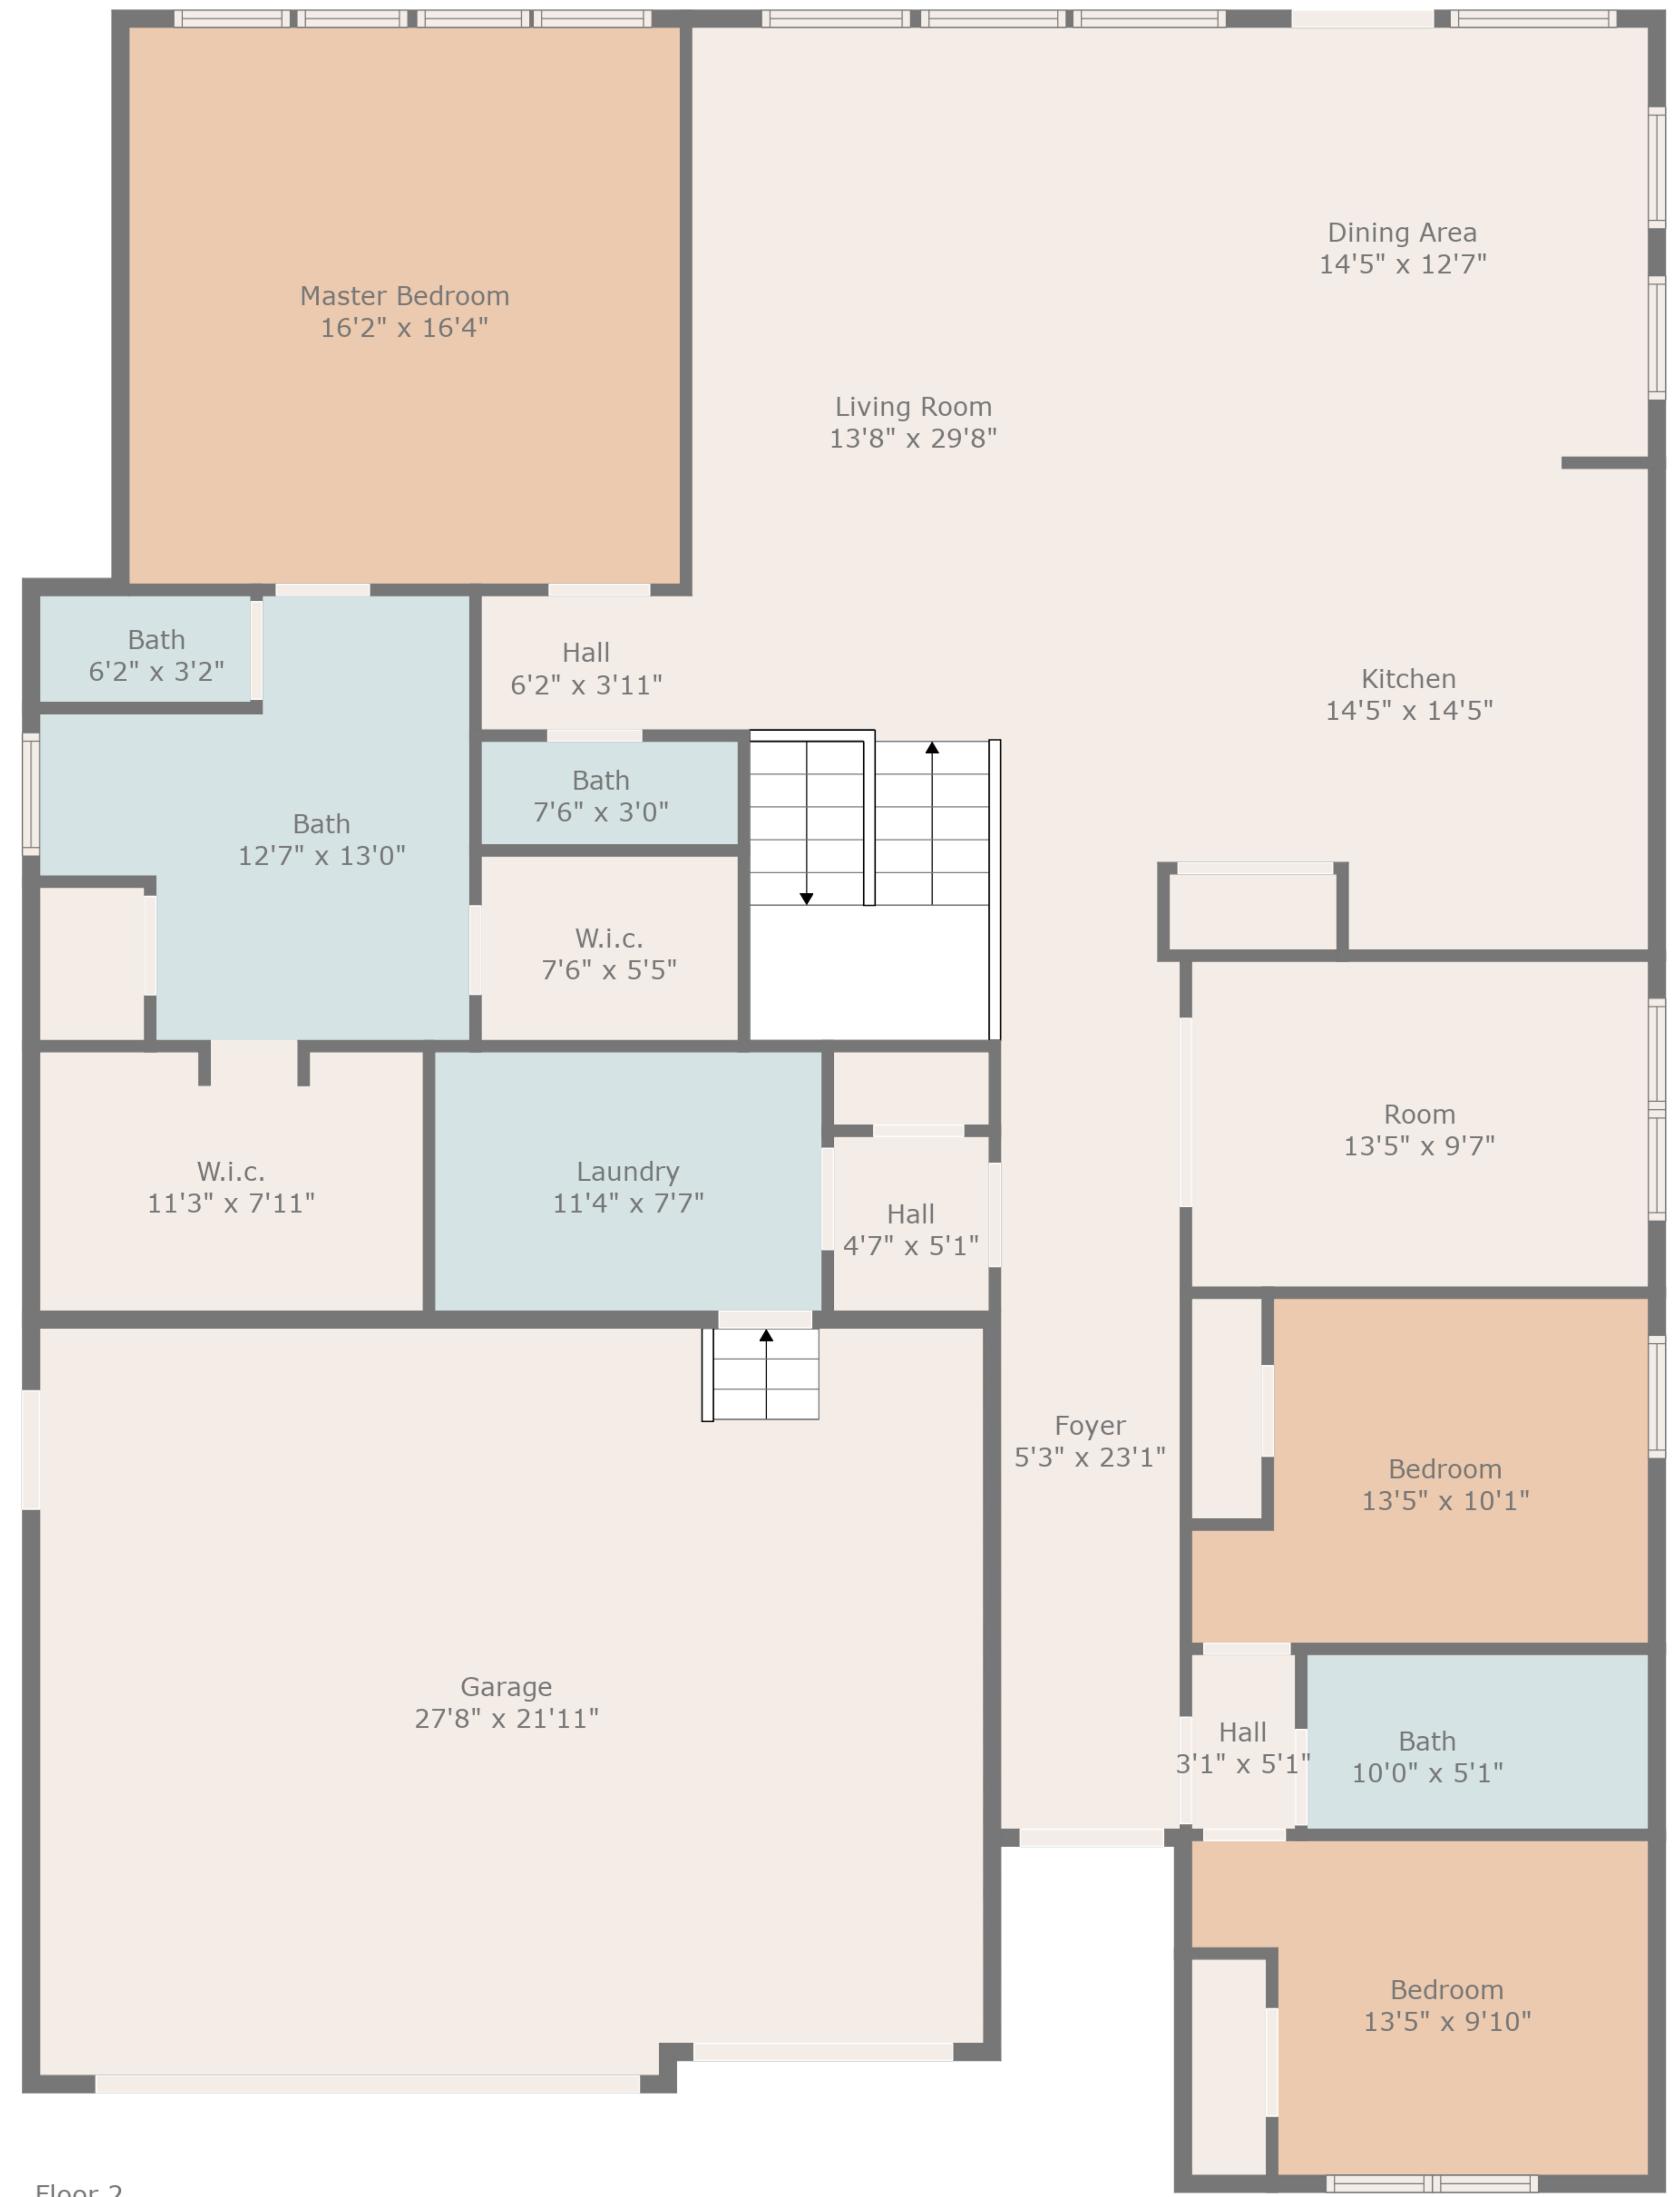 Dining Area
14'5" x 12'7"
Master Bedroom
16'2" x 16'4"
Living Room
13'8" x 29'8"
Bath
6'2" x 3'2"
Hall
6'2" x 3'11"
Kitchen
14'5" x 14'5"
Bath
7'6" x 3'0"
Bath
12'7" x 13'0"
W.i.c.
7'6" x 5'5"
Room
13'5" x 9'7"
W.i.c.
11'3" x 7'11"
Laundry
11'4" x 7'7"
Hall
4'7" x 5'1"
Foyer
5'3" x 23'1"
Bedroom
13'5" x 10'1"
Garage
27'8" x 21'11"
Hall
3'1" x 5'1"
Bath
10'0" x 5'1"
Bedroom
13'5" x 9'10"
Floor 2